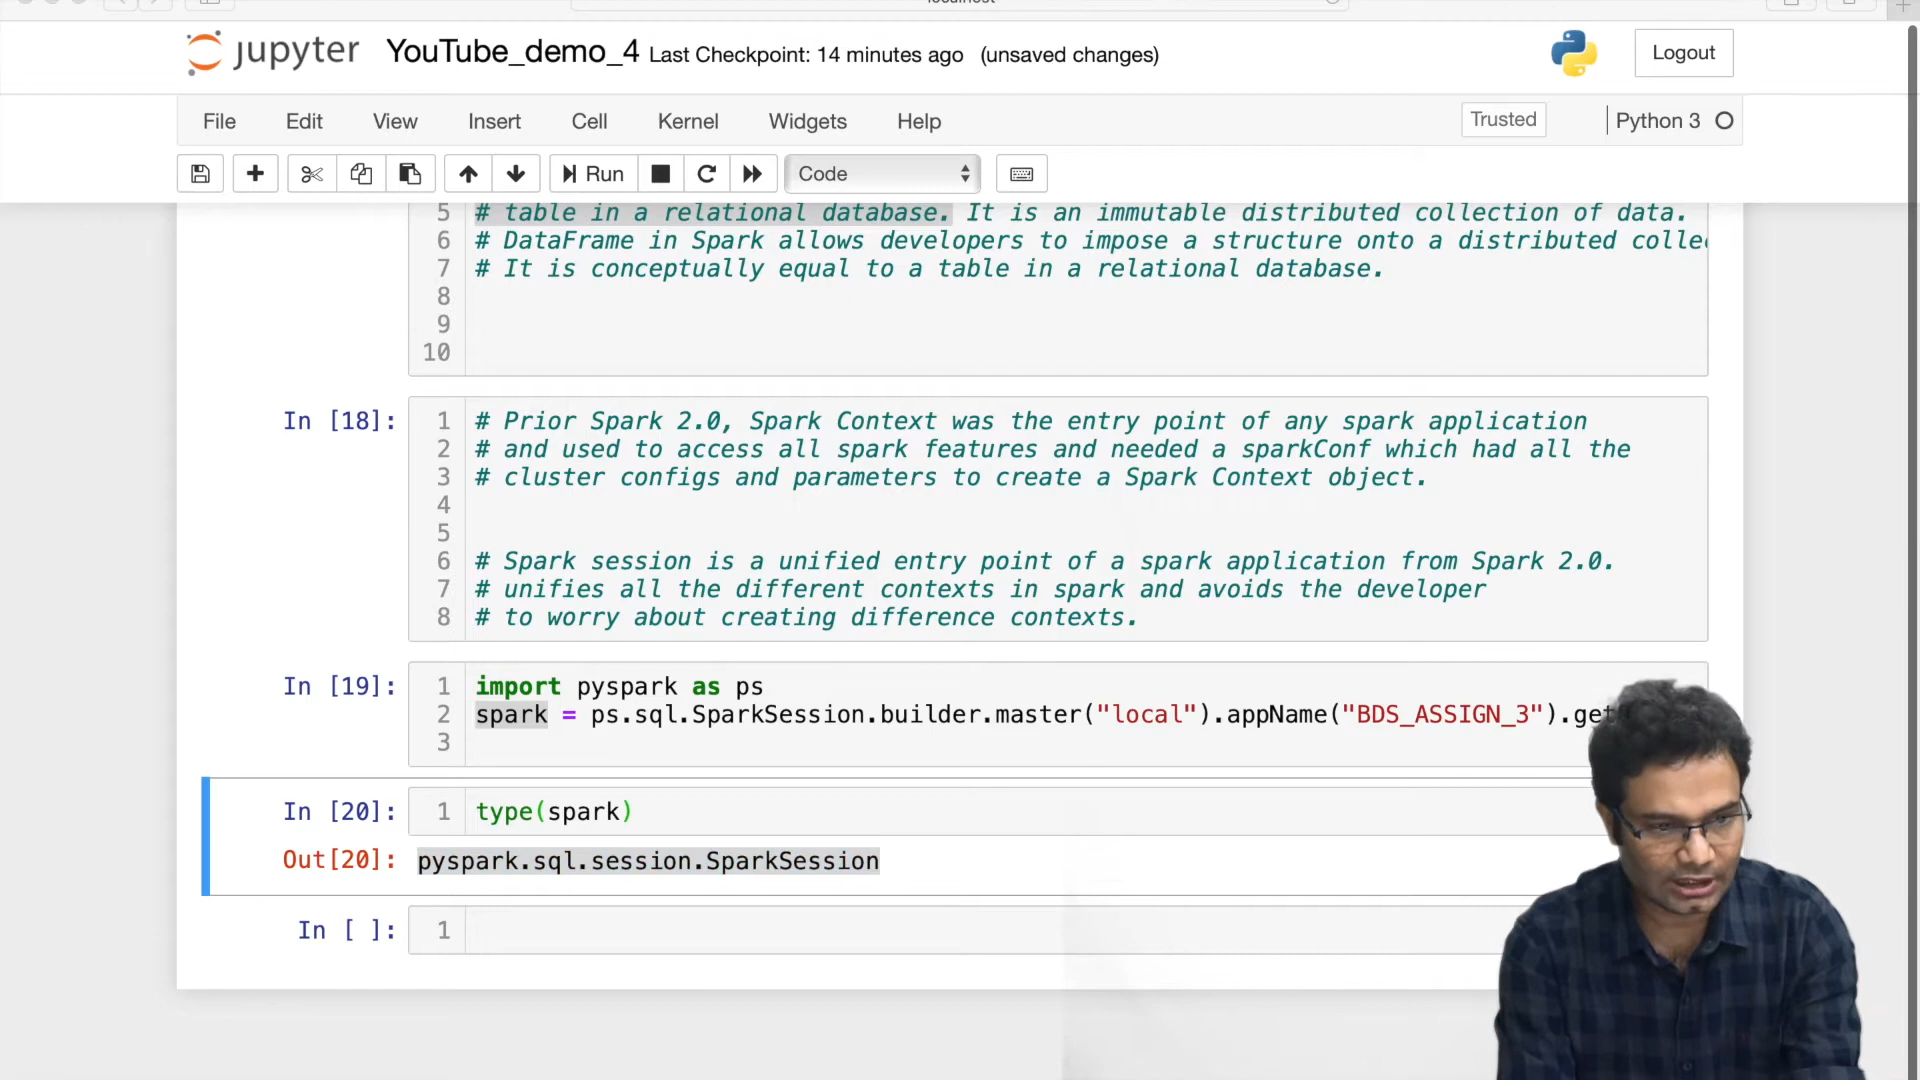 jupyter YouTube_demo_4 Last Checkpoint: 14 minutes ago (unsaved changes) Logout
File Edit View Insert Cell Kernel Widgets Help Trusted Python 3
Run Code
5 # table in a relational database. It is an immutable distributed collection of data.
6 # DataFrame in Spark allows developers to impose a structure onto a distributed
7 # It is conceptually equal to a table in a relational database.
8
9
10
In [18]: 1 # Prior Spark 2.0, Spark Context was the entry point of any spark application
2 # and used to access all spark features and needed a sparkConf which had all the
3 # cluster configs and parameters to create a Spark Context object.
4
5
6 # Spark session is a unified entry point of a spark application from Spark 2.0.
7 # unifies all the different contexts in spark and avoids the developer
8 # to worry about creating difference contexts.
In [19]: 1 import pyspark as ps
2 spark = ps.sql.SparkSession.builder.master("local").appName("BDS_ASSIGN_3").get
3
In [20]: 1 type(spark)
Out[20]: pyspark.sql.session.SparkSession
In [ ]: 1